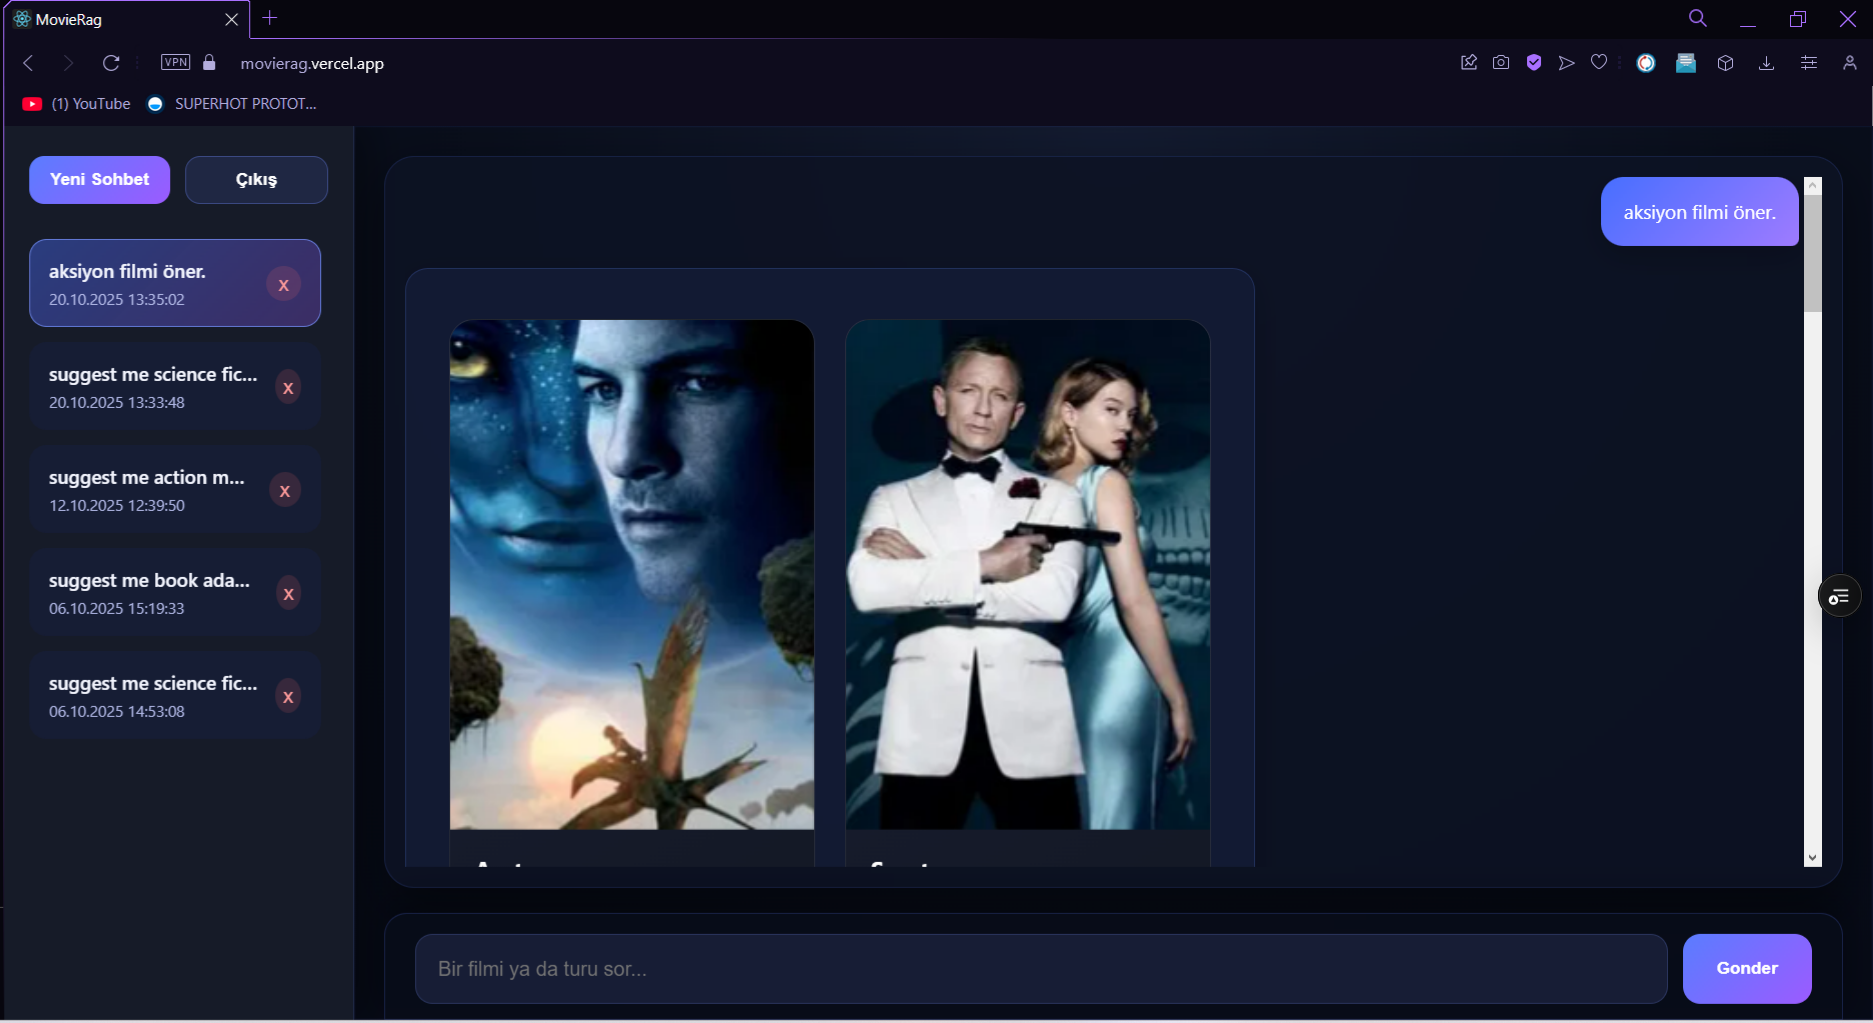 MovieRag
VPN
movierag.vercel.app
(1) YouTube
SUPERHOT PROTOT...
Yeni Sohbet
Çıkış
aksiyon filmi öner.
20.10.2025 13:35:02
X
suggest me science fic...
20.10.2025 13:33:48
X
suggest me action m...
12.10.2025 12:39:50
X
suggest me book ada...
06.10.2025 15:19:33
X
suggest me science fic...
06.10.2025 14:53:08
X
aksiyon filmi öner.
Bir filmi ya da turu sor...
Gonder